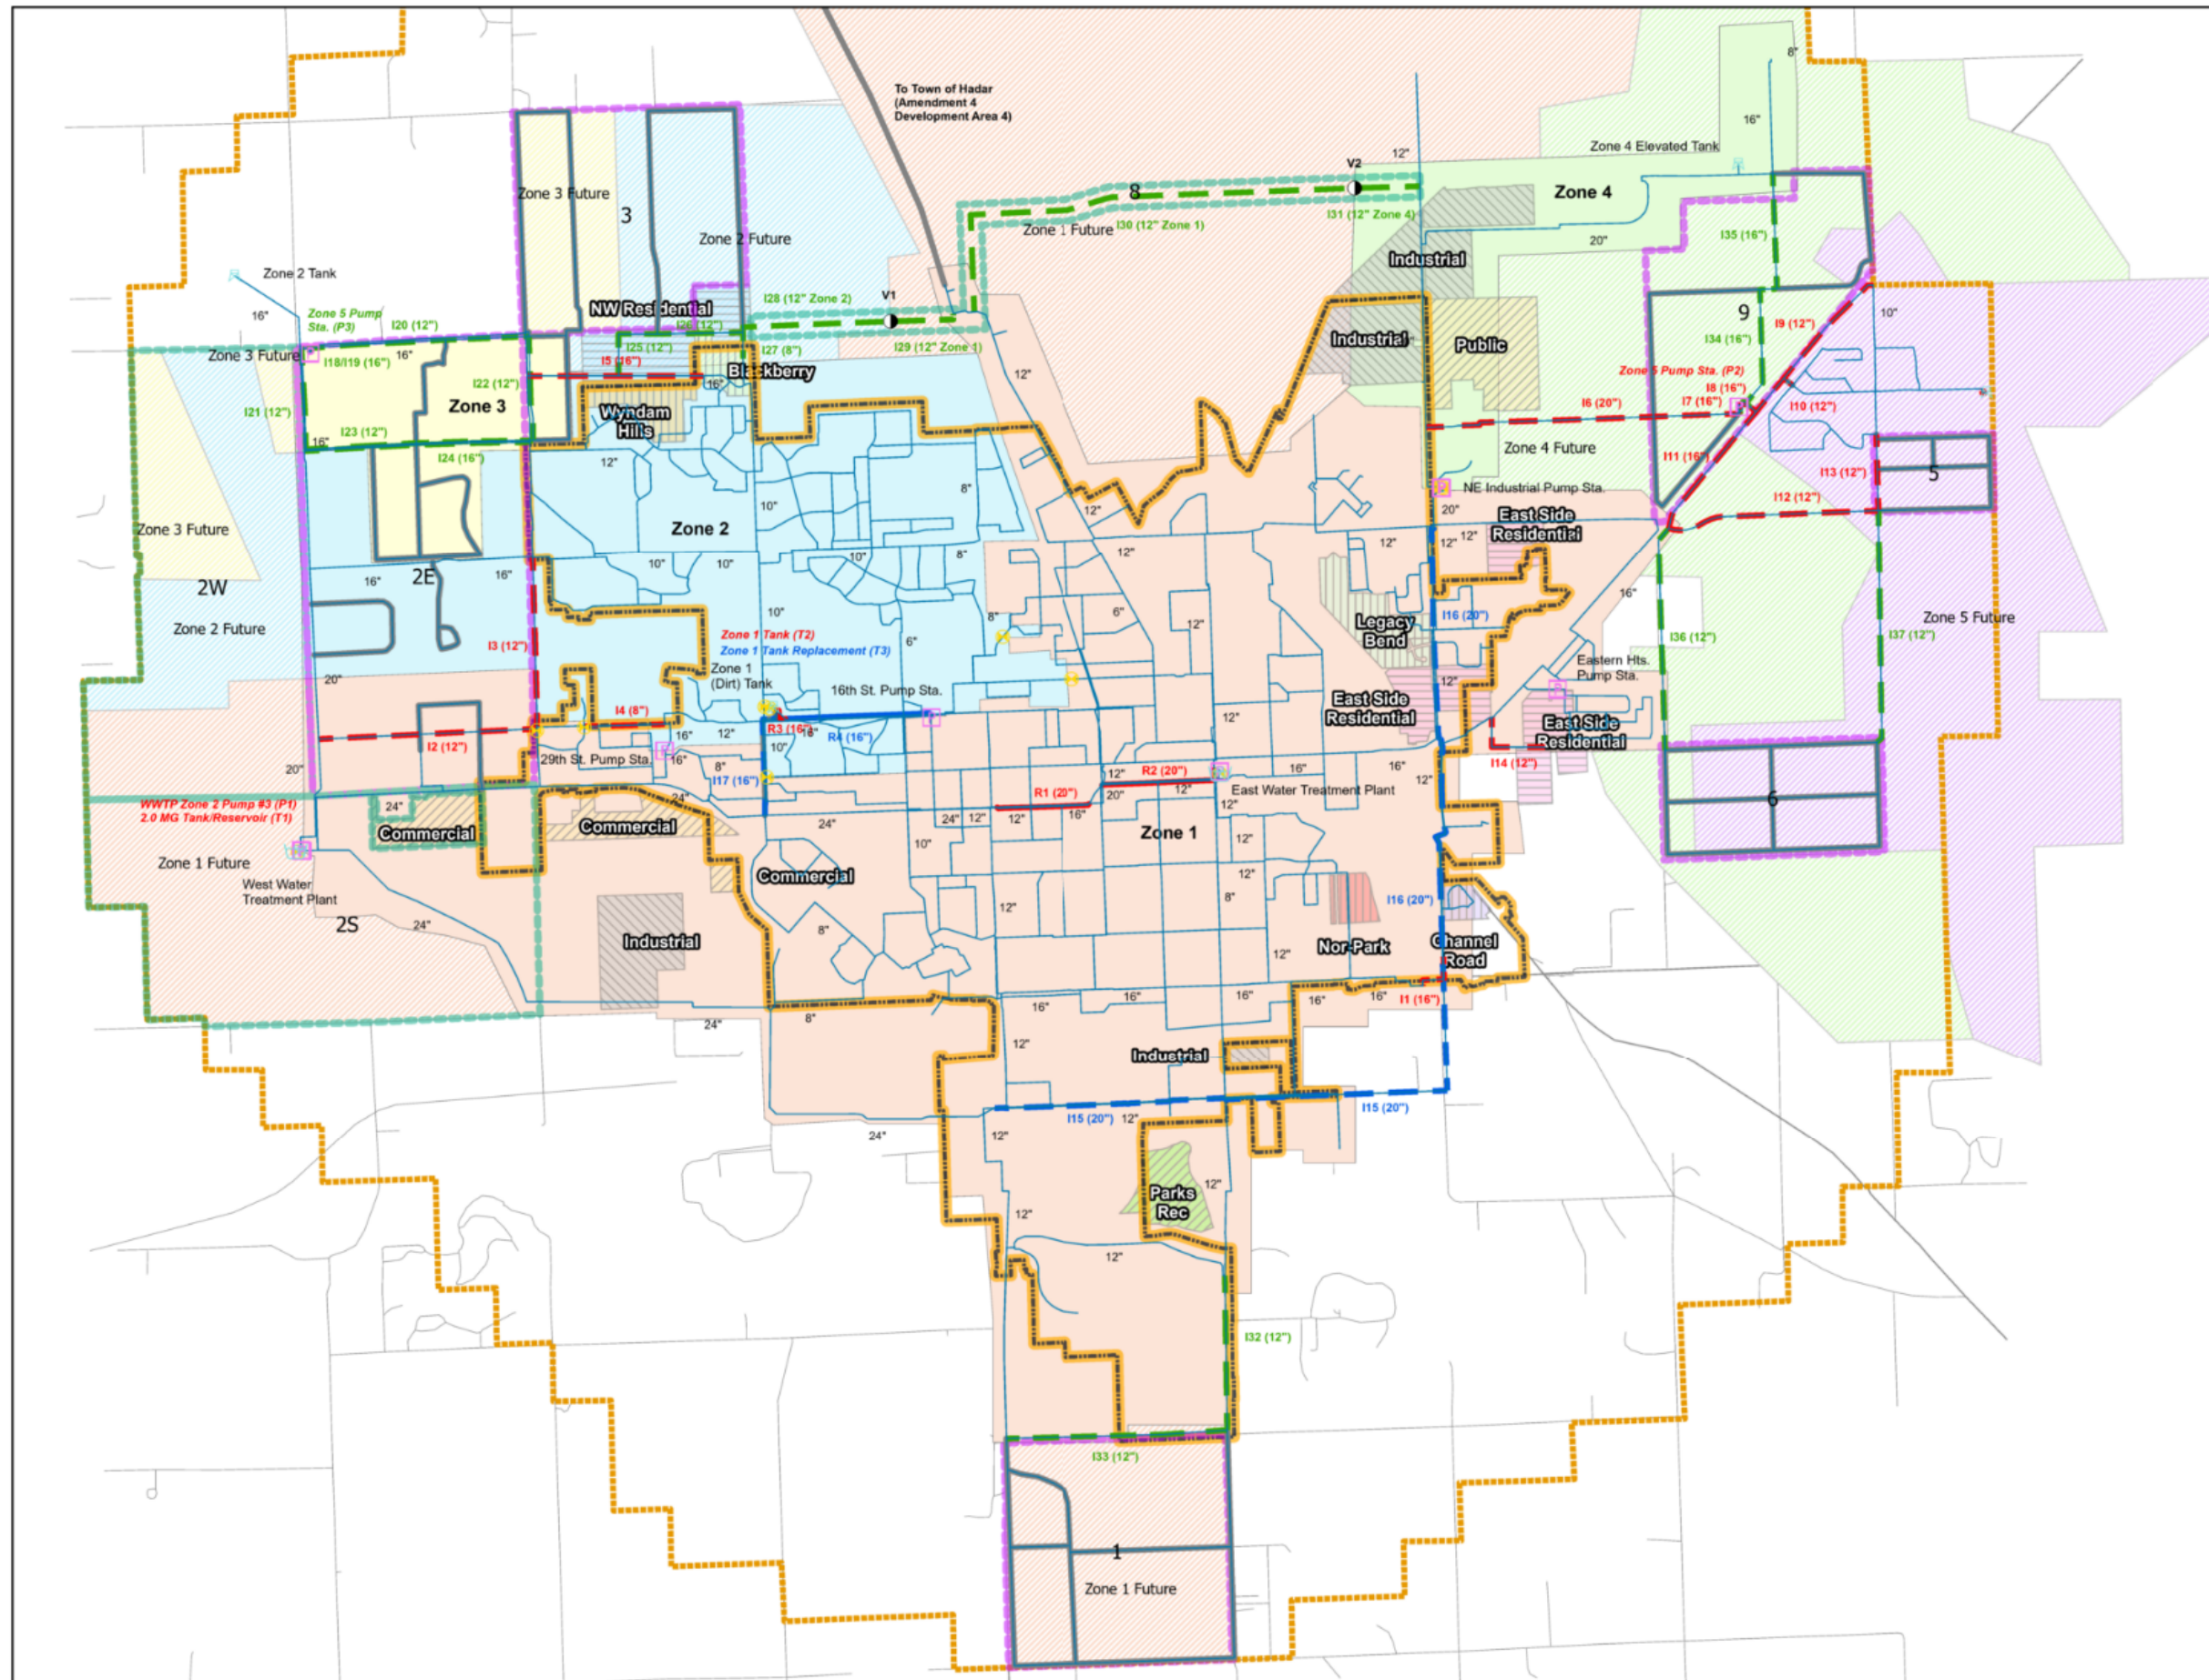 To Town of Hadar
(Amendment 4
Development Area 4)
8"
16"
12"
V2
Zone 4 Elevated Tank
Zone 4
Zone 3 Future
3
8
I31 (12" Zone 4)
I30 (12" Zone 1)
Zone 1 Future
Zone 2 Future
I35 (16")
20"
Industrial
Zone 2 Tank
16"
Zone 5 Pump
Sta. (P3)
I20 (12")
NW Residential
I28 (12" Zone 2)
V1
I26 (12")
9
I9 (12")
10"
Zone 3 Future
I18/I19 (16")
16"
I25 (12")
I27 (8")
I29 (12" Zone 1)
Industrial
Public
I34 (16")
I5 (16")
Blackberry
12"
Zone 5 Pump Sta. (P2)
I22 (12")
16"
I8 (16")
I7 (16")
I6 (20")
I10 (12")
I21 (12")
Zone 3
Wyndam
Hills
I23 (12")
16"
I24 (16")
12"
Zone 4 Future
I11 (16")
I13 (12")
5
8"
10"
12"
NE Industrial Pump Sta.
I12 (12")
20"
East Side
Residential
Zone 3 Future
Zone 2
12"
12"
12"
12"
10"
8"
10"
10"
16"
16"
2E
2W
16"
Zone 2 Future
10"
6"
12"
8"
6"
I16 (20")
Legacy
Bend
Zone 5 Future
Zone 1 Tank (T2)
Zone 1 Tank Replacement (T3)
I3 (12")
I36 (12")
I37 (12")
Zone 1
(Dirt) Tank
Eastern Hts.
Pump Sta.
20"
16th St. Pump Sta.
12"
East Side
Residential
I4 (8")
12"
East Side
Residential
R3 (16")
16"
R4 (16")
16"
12"
10"
I2 (12")
29th St. Pump Sta.
16"
8"
I14 (12")
20"
I17 (16")
12"
R2 (20")
16"
16"
12"
12"
East Water Treatment Plant
R1 (20")
20"
WWTP Zone 2 Pump #3 (P1)
2.0 MG Tank/Reservoir (T1)
24"
24"
12"
6
Commercial
Commercial
24"
24"
12"
12"
16"
Zone 1
12"
10"
Zone 1 Future
Commercial
12"
West Water
Treatment Plant
8"
I16 (20")
12"
2S
24"
8"
Industrial
Nor-Park
Channel
Road
12"
16"
16"
16"
16"
16"
I1 (16")
24"
8"
12"
Industrial
I15 (20")
12"
I15 (20")
24"
12"
Parks
Rec
12"
12"
12"
I32 (12")
I33 (12")
1
Zone 1 Future